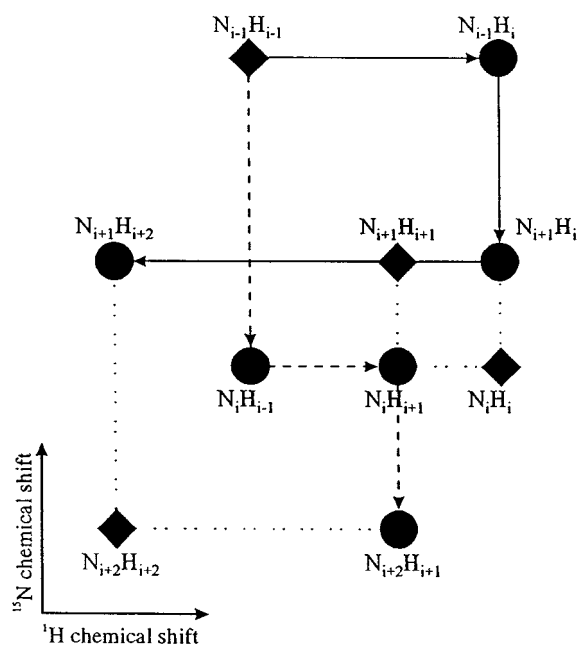 N_{i-1}H_{i-1}
N_{i-1}H_i
N_{i+1}H_{i+2}
N_{i+1}H_{i+1}
N_{i+1}H_i
N_iH_{i-1}
N_iH_{i+1}
N_iH_i
N_{i+2}H_{i+2}
N_{i+2}H_{i+1}
^{15}N chemical shift
^1H chemical shift